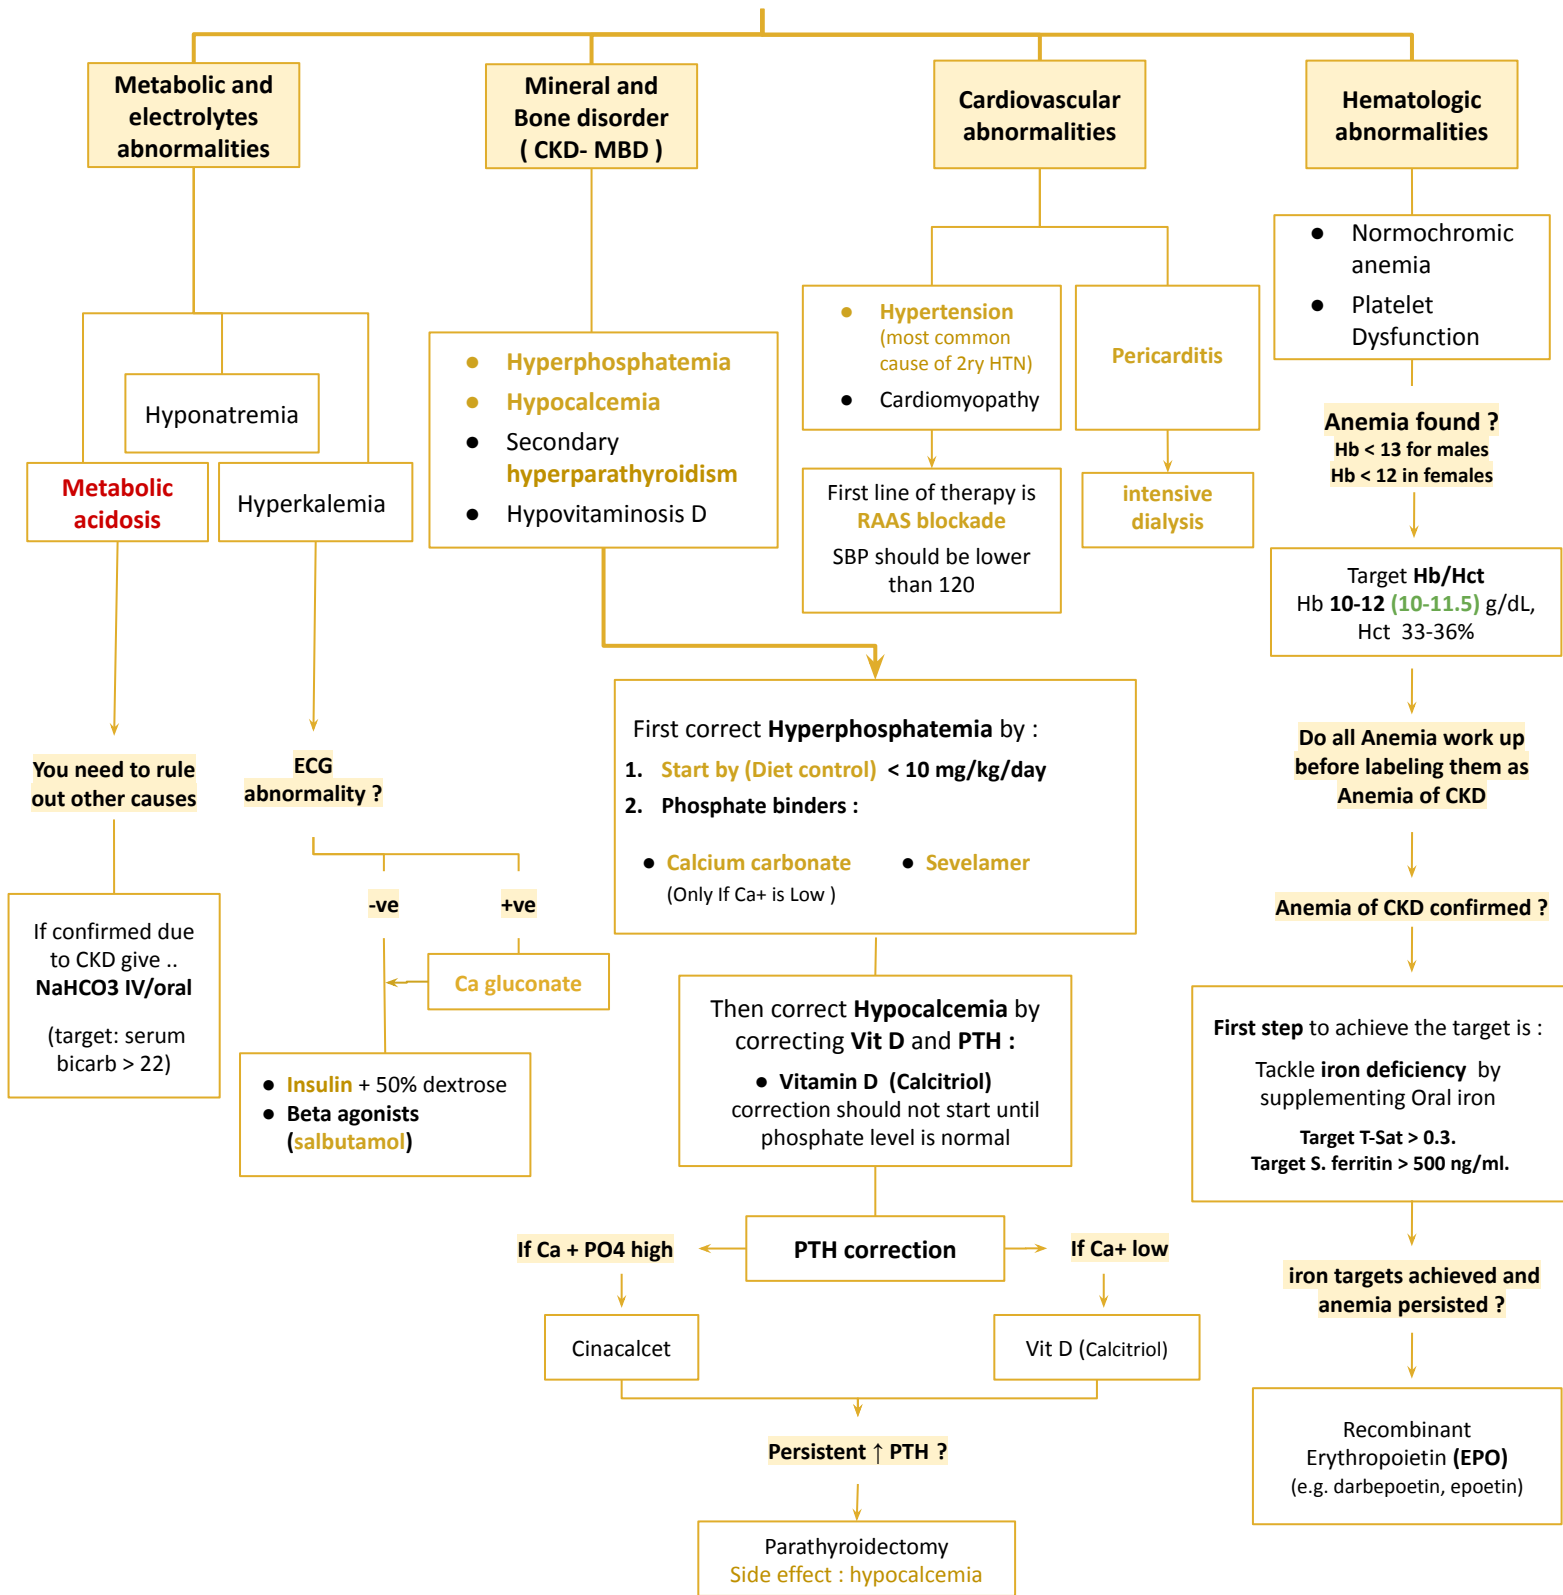 Metabolic and
electrolytes
abnormalities
Mineral and
Bone disorder
( CKD- MBD )
Cardiovascular
abnormalities
Hematologic
abnormalities
Hyponatremia
Metabolic
acidosis
Hyperkalemia
You need to rule
out other causes
If confirmed due
to CKD give ..
NaHCO3 IV/oral
(target: serum
bicarb > 22)
ECG
abnormality ?
-ve
+ve
Ca gluconate
● Insulin + 50% dextrose
● Beta agonists
(salbutamol)
● Hyperphosphatemia
● Hypocalcemia
● Secondary
hyperparathyroidism
● Hypovitaminosis D
First correct Hyperphosphatemia by :
1. Start by (Diet control) < 10 mg/kg/day
2. Phosphate binders :
● Calcium carbonate
(Only If Ca+ is Low )
● Sevelamer
Then correct Hypocalcemia by
correcting Vit D and PTH :
● Vitamin D (Calcitriol)
correction should not start until
phosphate level is normal
PTH correction
If Ca + PO4 high
If Ca+ low
Cinacalcet
Vit D (Calcitriol)
Persistent ↑ PTH ?
Parathyroidectomy
Side effect : hypocalcemia
● Hypertension
(most common
cause of 2ry HTN)
● Cardiomyopathy
First line of therapy is
RAAS blockade
SBP should be lower
than 120
Pericarditis
intensive
dialysis
● Normochromic
anemia
● Platelet
Dysfunction
Anemia found ?
Hb < 13 for males
Hb < 12 in females
Target Hb/Hct
Hb 10-12 (10-11.5) g/dL,
Hct 33-36%
Do all Anemia work up
before labeling them as
Anemia of CKD
Anemia of CKD confirmed ?
First step to achieve the target is :
Tackle iron deficiency by
supplementing Oral iron
Target T-Sat > 0.3.
Target S. ferritin > 500 ng/ml.
iron targets achieved and
anemia persisted ?
Recombinant
Erythropoietin (EPO)
(e.g. darbepoetin, epoetin)